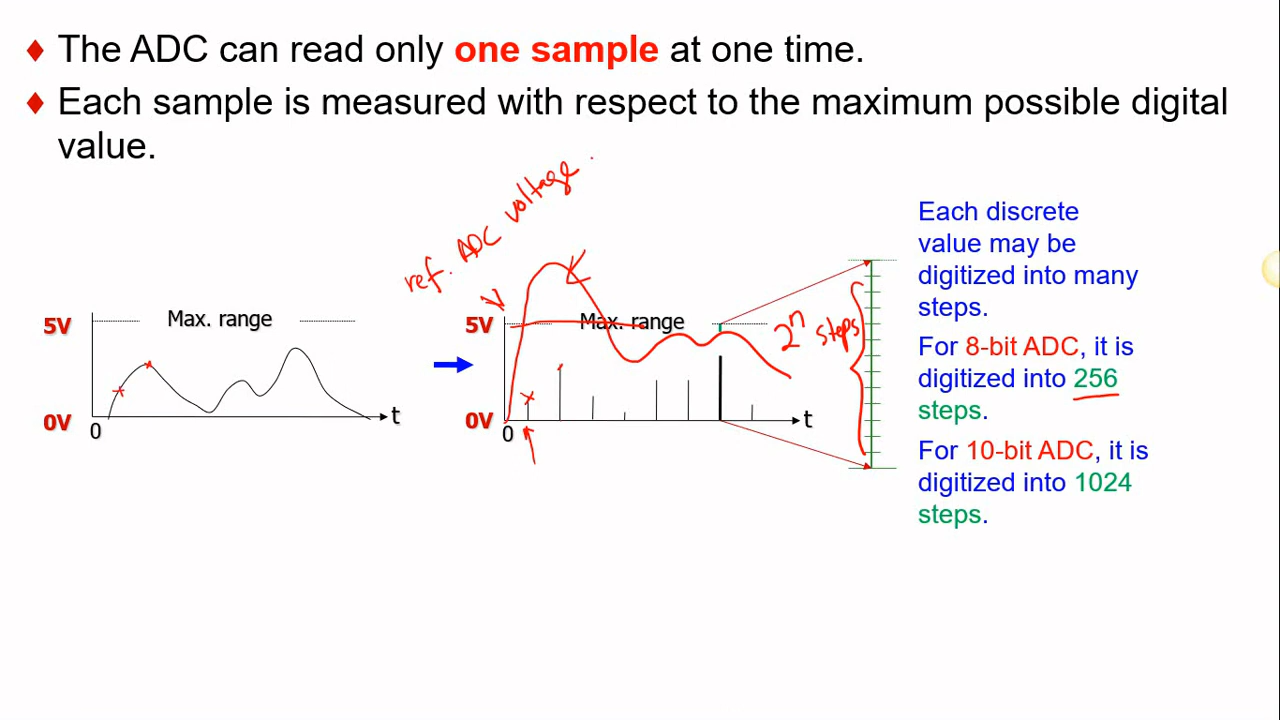 ♦ The ADC can read only one sample at one time.
♦ Each sample is measured with respect to the maximum possible digital
value.
ref. ADC voltage.
5V
Max. range
0V
0
t
V
5V
Max. range
0V
0
t
2ⁿ steps
Each discrete
value may be
digitized into many
steps.
For 8-bit ADC, it is
digitized into 256
steps.
For 10-bit ADC, it is
digitized into 1024
steps.